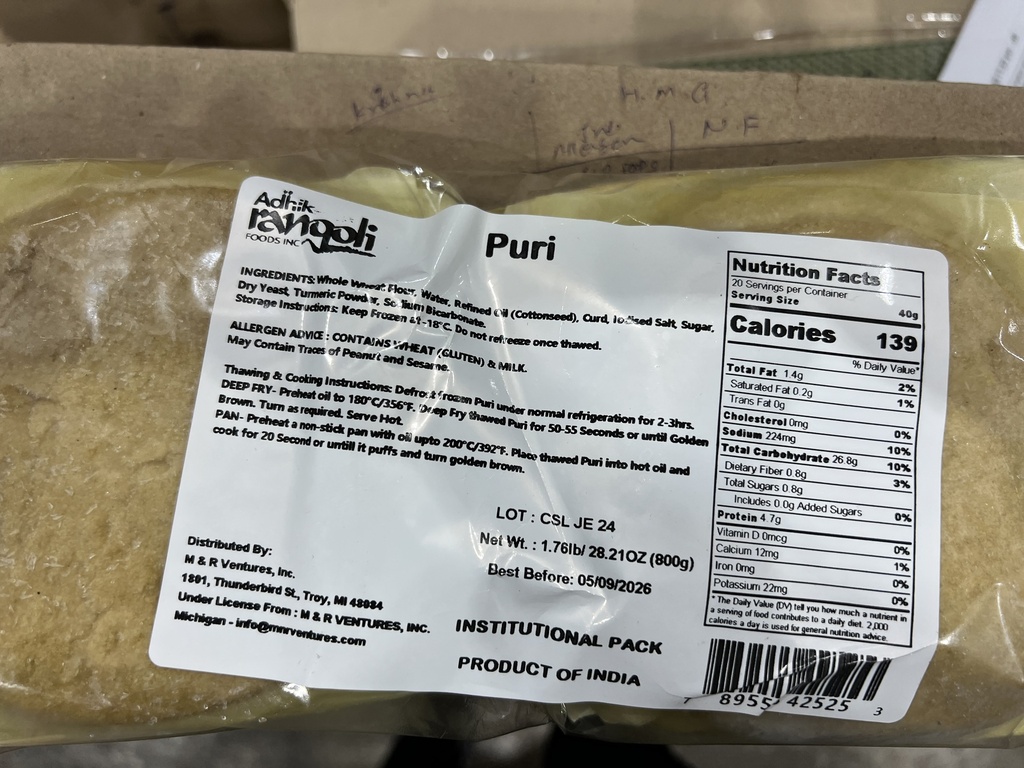 H.M.G
N F
Adhik
rangoli
FOODS INC
Puri
INGREDIENTS: Whole Wheat Flour, Water, Refined Oil (Cottonseed), Curd, Iodised Salt, Sugar,
Dry Yeast, Turmeric Powder, Sodium Bicarbonate.
Storage Instructions: Keep Frozen at -18°C. Do not refreeze once thawed.
ALLERGEN ADVICE : CONTAINS WHEAT (GLUTEN) & MILK.
May Contain Traces of Peanut and Sesame.
Thawing & Cooking Instructions: Defrost frozen Puri under normal refrigeration for 2-3hrs.
DEEP FRY- Preheat oil to 180°C/356°F. Deep Fry thawed Puri for 50-55 Seconds or until Golden
Brown. Turn as required. Serve Hot.
PAN- Preheat a non-stick pan with oil upto 200°C/392°F. Place thawed Puri into hot oil and
cook for 20 Second or untill it puffs and turn golden brown.
LOT : CSL JE 24
Net Wt. : 1.76lb/ 28.21OZ (800g)
Best Before: 05/09/2026
Distributed By:
M & R Ventures, Inc.
1891, Thunderbird St, Troy, MI 48084
Under License From : M & R VENTURES, INC.
Michigan - info@mnrventures.com
INSTITUTIONAL PACK
PRODUCT OF INDIA
Nutrition Facts
20 Servings per Container
Serving Size 40g
Calories 139
% Daily Value*
Total Fat 1.4g 2%
Saturated Fat 0.2g 1%
Trans Fat 0g
Cholesterol 0mg 0%
Sodium 224mg 10%
Total Carbohydrate 26.8g 10%
Dietary Fiber 0.8g 3%
Total Sugars 0.8g
Includes 0.0g Added Sugars 0%
Protein 4.7g
Vitamin D 0mcg 0%
Calcium 12mg 1%
Iron 0mg 0%
Potassium 22mg 0%
* The Daily Value (DV) tell you how much a nutrient in
a serving of food contributes to a daily diet. 2,000
calories a day is used for general nutrition advice.
8955 42525 3